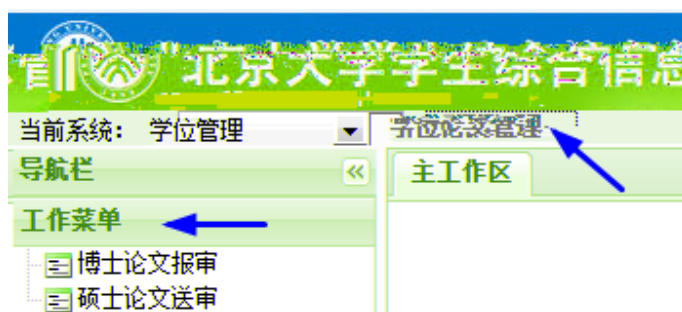 北京大学学生综合信息
当前系统： 学位管理 学位论文管理
导航栏 主工作区
工作菜单
博士论文报审
硕士论文送审